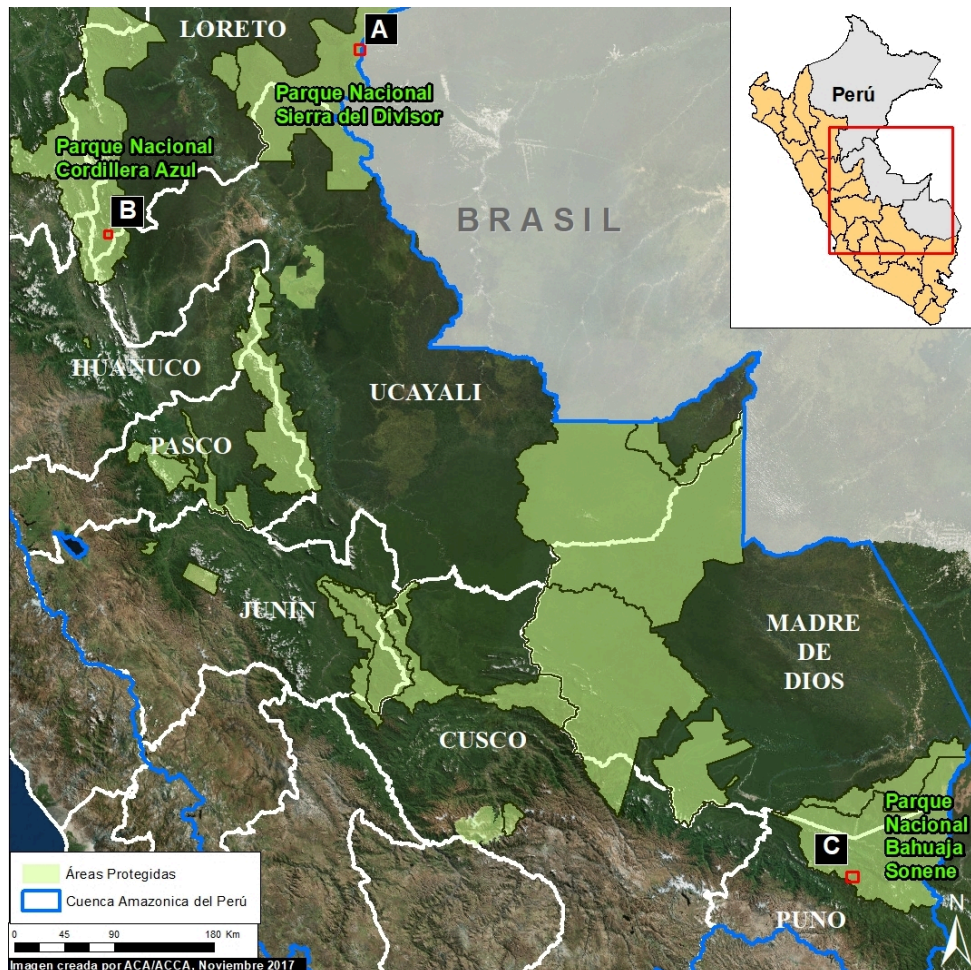 LORETO
A
Perú
Parque Nacional
Sierra del Divisor
Parque Nacional
Cordillera Azul
B
BRASIL
HUANUCO
UCAYALI
PASCO
JUNIN
MADRE
DE
DIOS
CUSCO
Parque
Nacional
Bahuaja
Sonene
C
PUNO
N
Áreas Protegidas
Cuenca Amazonica del Perú
0 45 90 180 Km
Imagen creada por ACA/ACCA, Noviembre 2017